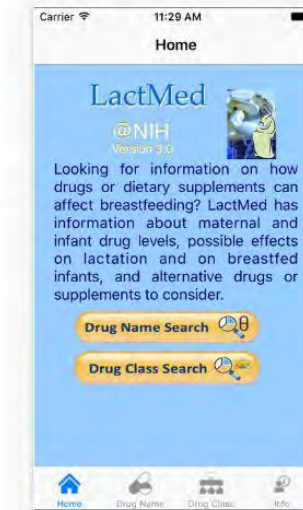 Carrier 11:29 AM
Home
LactMed
@NIH
Version 3.0
Looking for information on how
drugs or dietary supplements can
affect breastfeeding? LactMed has
information about maternal and
infant drug levels, possible effects
on lactation and on breastfed
infants, and alternative drugs or
supplements to consider.
Drug Name Search
Drug Class Search
Home Drug Name Drug Class Info